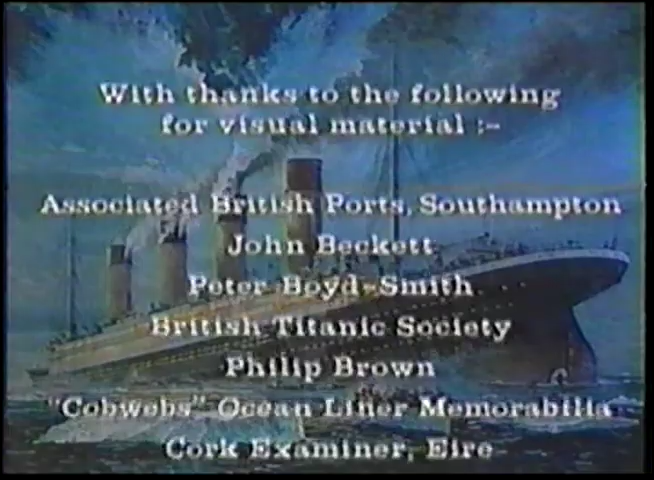 With thanks to the following
for visual material :-
Associated British Ports, Southampton
John Beckett
Peter Boyd-Smith
British Titanic Society
Philip Brown
"Cobwebs" Ocean Liner Memorabilia
Cork Examiner, Eire